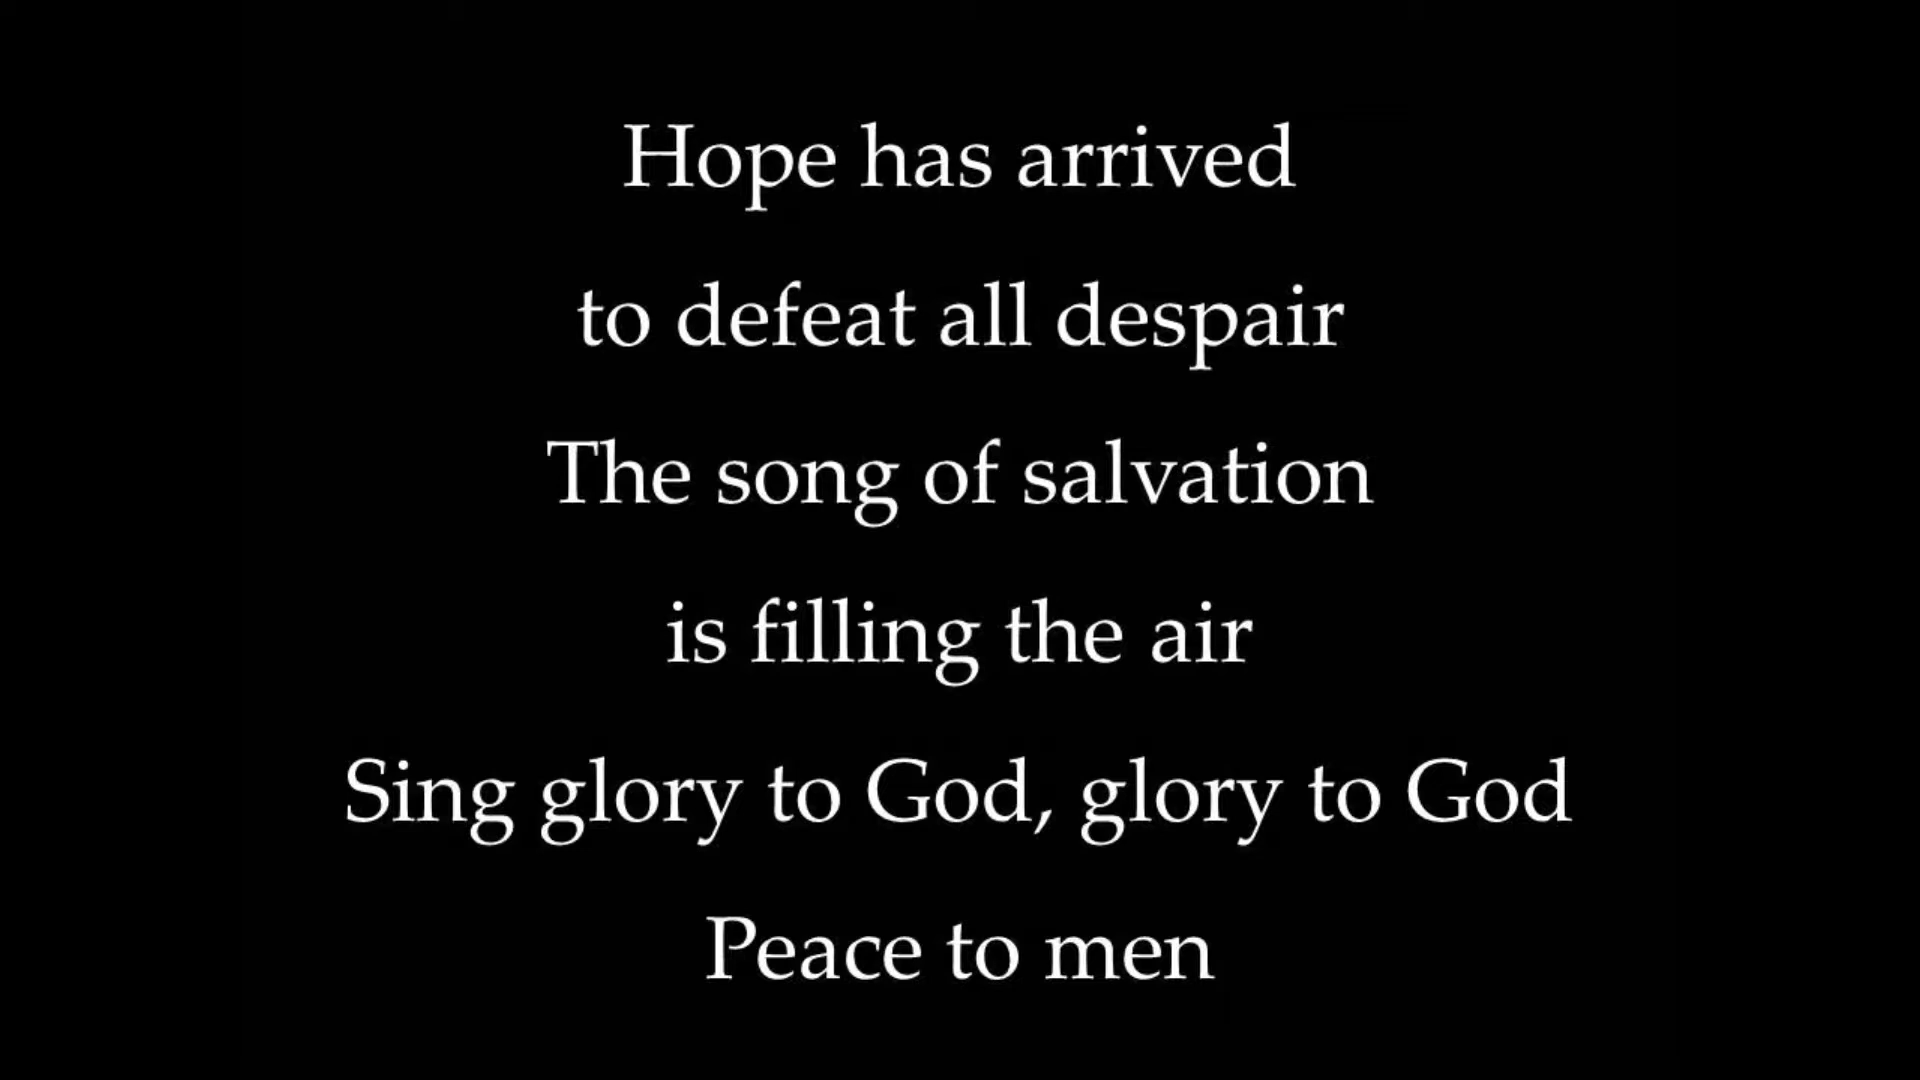 Hope has arrived
to defeat all despair
The song of salvation
is filling the air
Sing glory to God, glory to God
Peace to men